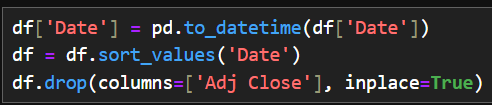 df['Date'] = pd.to_datetime(df['Date'])
df = df.sort_values('Date')
df.drop(columns=['Adj Close'], inplace=True)